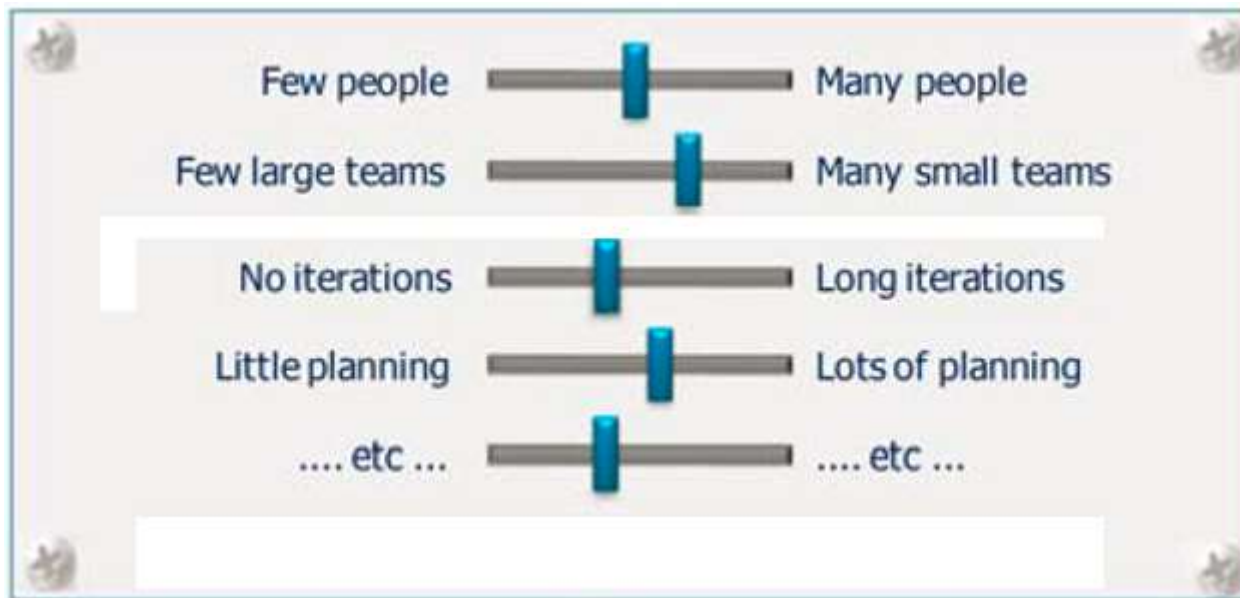 Few people Many people
Few large teams Many small teams
No iterations Long iterations
Little planning Lots of planning
.... etc ... .... etc ...